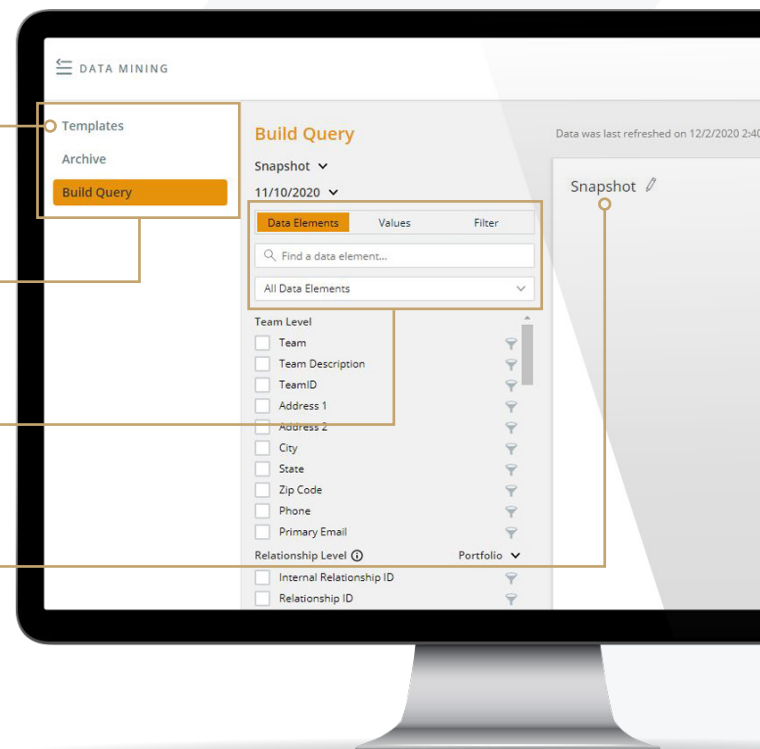 DATA MINING
Templates
Archive
Build Query
Build Query
Snapshot
11/10/2020
Data Elements Values Filter
Find a data element...
All Data Elements
Team Level
Team
Team Description
TeamID
Address 1
Address 2
City
State
Zip Code
Phone
Primary Email
Relationship Level Portfolio
Internal Relationship ID
Relationship ID
Data was last refreshed on 12/2/2020 2:40
Snapshot